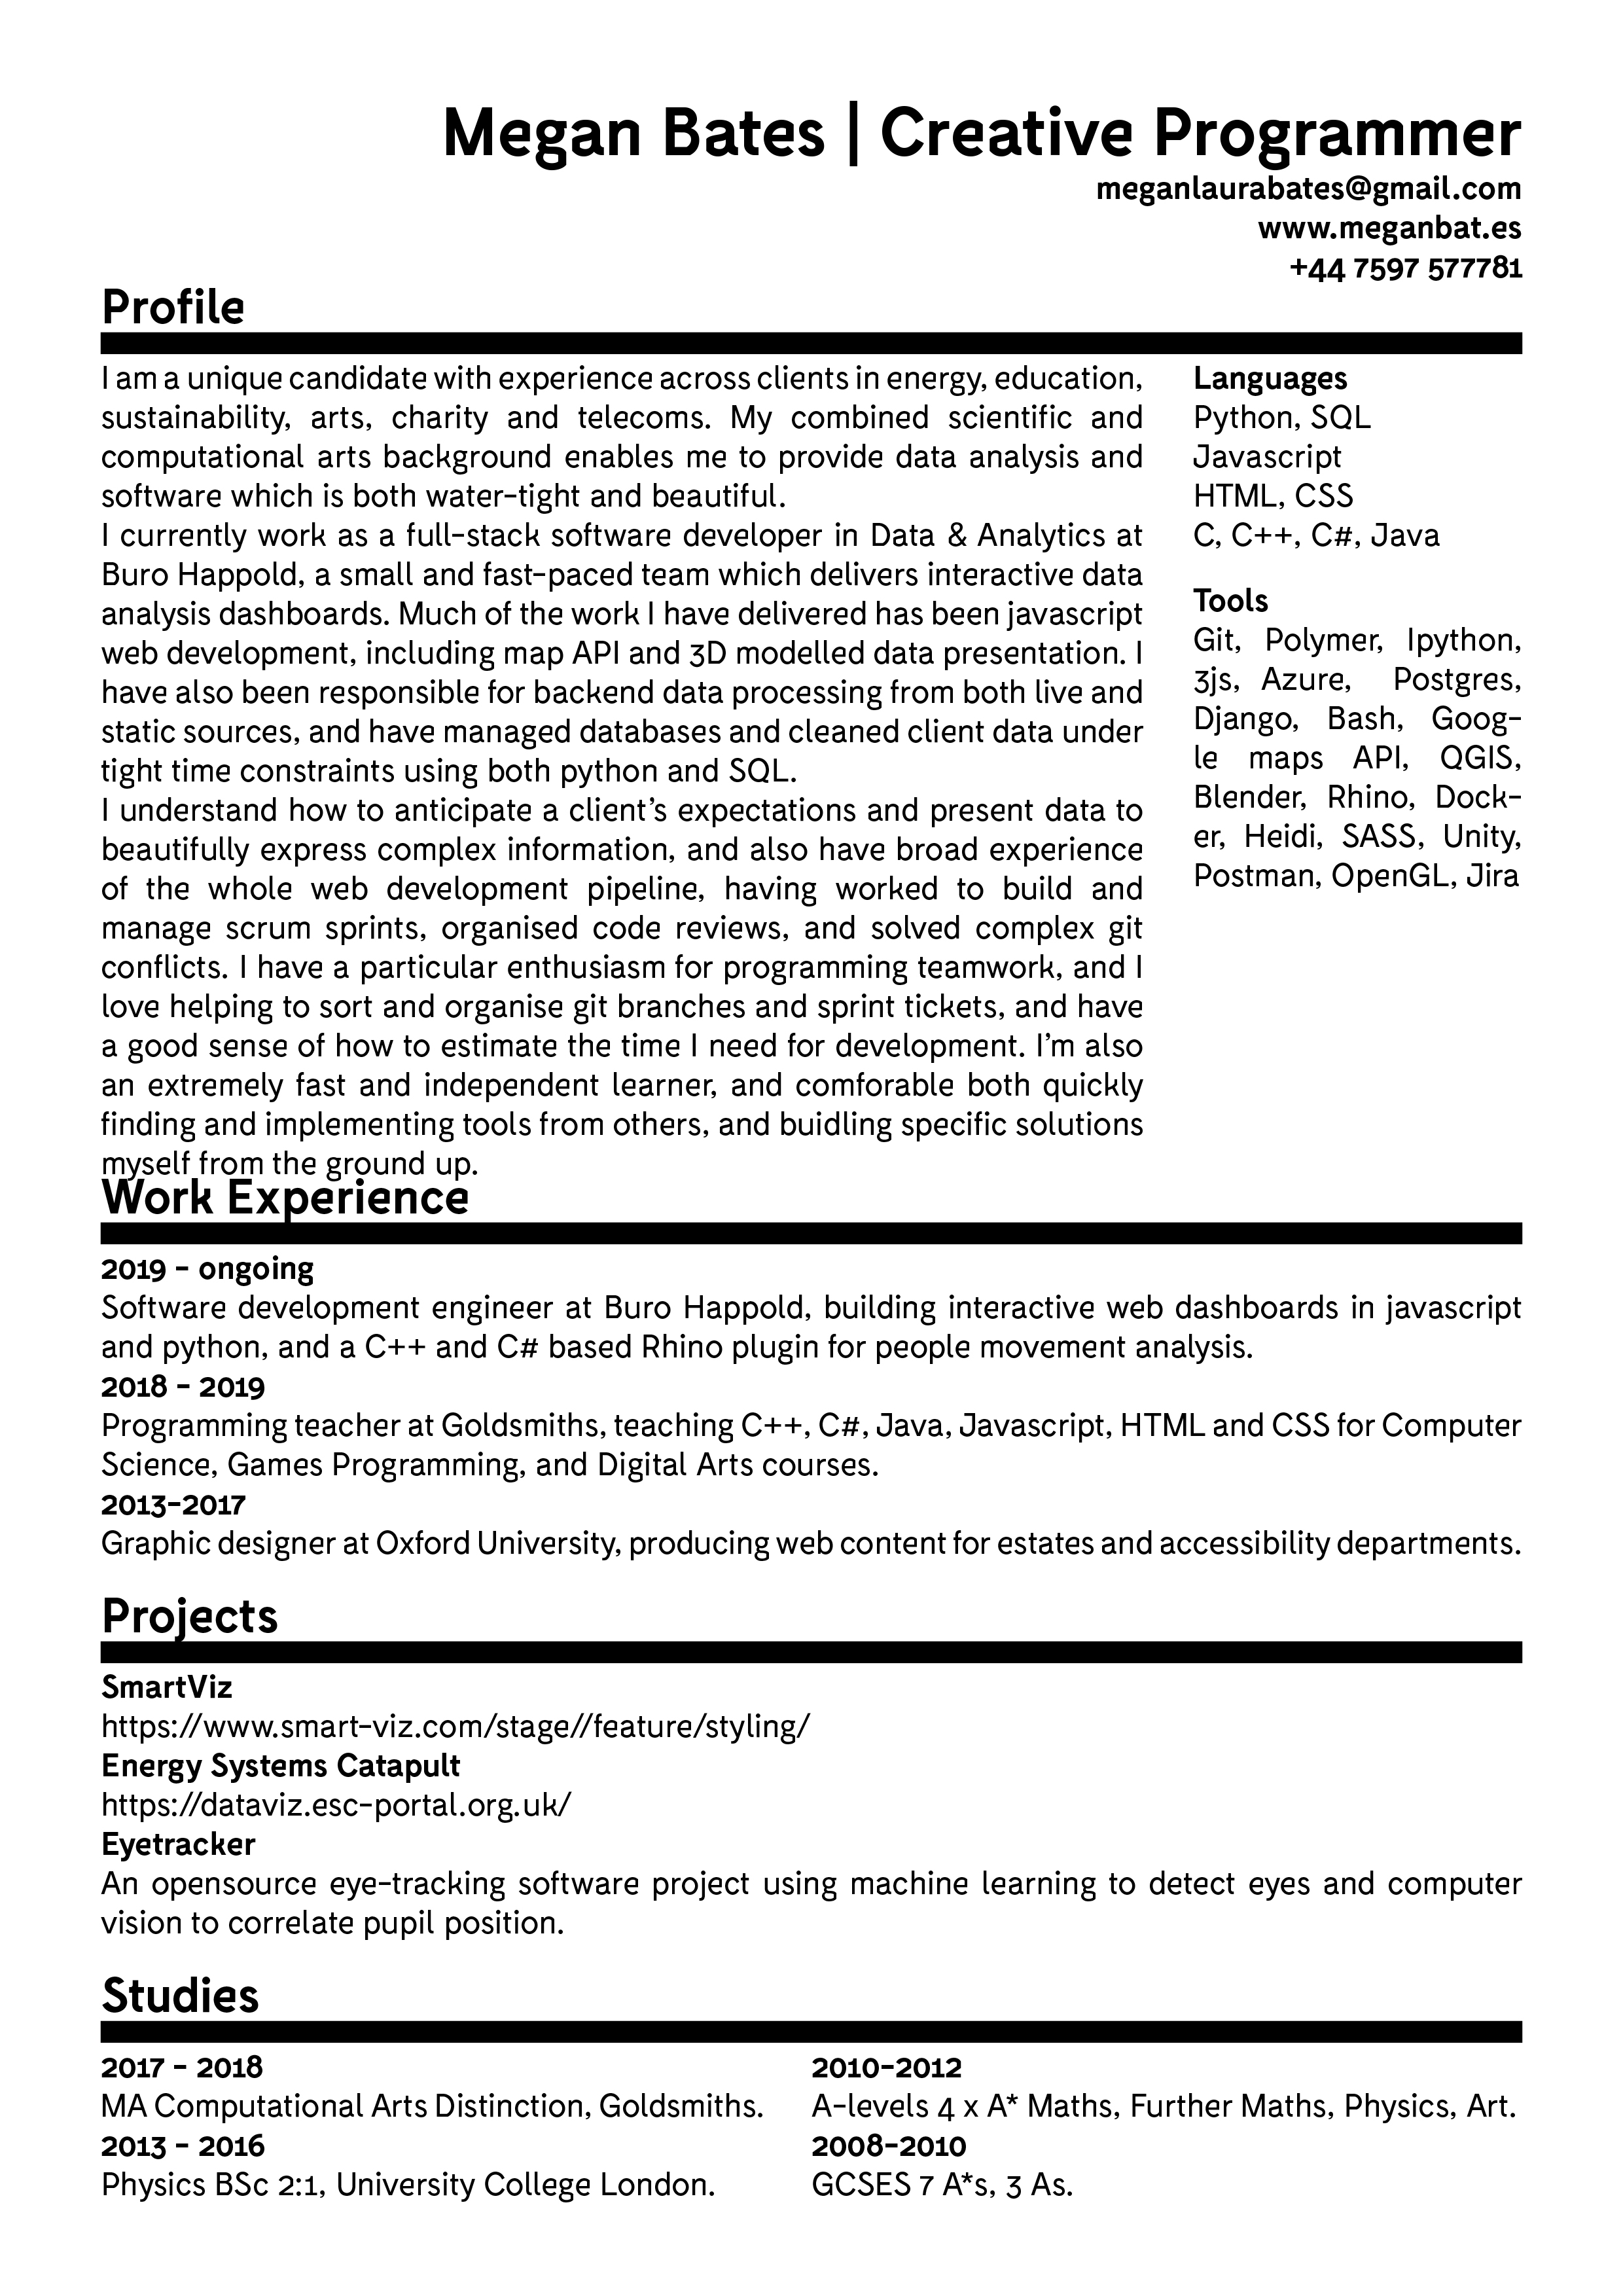 Megan Bates | Creative Programmer
meganlaurabates@gmail.com
www.meganbat.es
+44 7597 577781
Profile
I am a unique candidate with experience across clients in energy, education,
sustainability, arts, charity and telecoms. My combined scientific and
computational arts background enables me to provide data analysis and
software which is both water-tight and beautiful.
I currently work as a full-stack software developer in Data & Analytics at
Buro Happold, a small and fast-paced team which delivers interactive data
analysis dashboards. Much of the work I have delivered has been javascript
web development, including map API and 3D modelled data presentation. I
have also been responsible for backend data processing from both live and
static sources, and have managed databases and cleaned client data under
tight time constraints using both python and SQL.
I understand how to anticipate a client’s expectations and present data to
beautifully express complex information, and also have broad experience
of the whole web development pipeline, having worked to build and
manage scrum sprints, organised code reviews, and solved complex git
conflicts. I have a particular enthusiasm for programming teamwork, and I
love helping to sort and organise git branches and sprint tickets, and have
a good sense of how to estimate the time I need for development. I’m also
an extremely fast and independent learner, and comforable both quickly
finding and implementing tools from others, and buidling specific solutions
myself from the ground up.
Languages
Python, SQL
Javascript
HTML, CSS
C, C++, C#, Java
Tools
Git, Polymer, Ipython,
3js, Azure, Postgres,
Django, Bash, Goog-
le maps API, QGIS,
Blender, Rhino, Dock-
er, Heidi, SASS, Unity,
Postman, OpenGL, Jira
Work Experience
2019 - ongoing
Software development engineer at Buro Happold, building interactive web dashboards in javascript
and python, and a C++ and C# based Rhino plugin for people movement analysis.
2018 - 2019
Programming teacher at Goldsmiths, teaching C++, C#, Java, Javascript, HTML and CSS for Computer
Science, Games Programming, and Digital Arts courses.
2013-2017
Graphic designer at Oxford University, producing web content for estates and accessibility departments.
Projects
SmartViz
https://www.smart-viz.com/stage//feature/styling/
Energy Systems Catapult
https://dataviz.esc-portal.org.uk/
Eyetracker
An opensource eye-tracking software project using machine learning to detect eyes and computer
vision to correlate pupil position.
Studies
2017 - 2018
MA Computational Arts Distinction, Goldsmiths.
2013 - 2016
Physics BSc 2:1, University College London.
2010-2012
A-levels 4 x A* Maths, Further Maths, Physics, Art.
2008-2010
GCSES 7 A*s, 3 As.